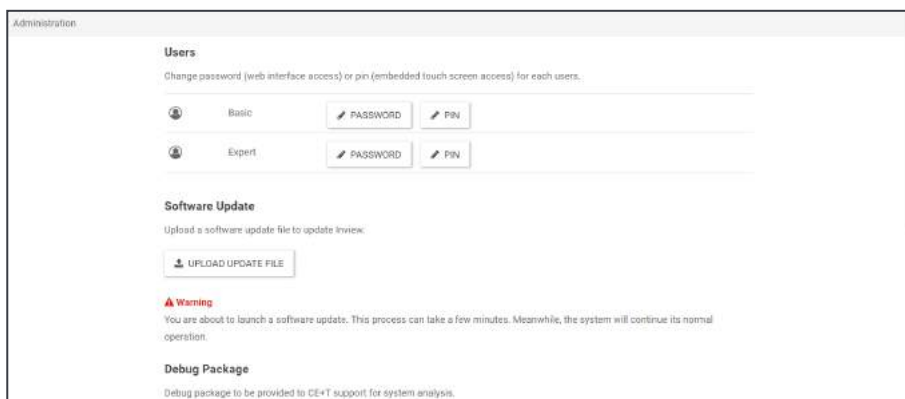 Administration
Users
Change password (web interface access) or pin (embedded touch screen access) for each users.
Basic PASSWORD PIN
Expert PASSWORD PIN
Software Update
Upload a software update file to update Inview.
UPLOAD UPDATE FILE
Warning
You are about to launch a software update. This process can take a few minutes. Meanwhile, the system will continue its normal
operation.
Debug Package
Debug package to be provided to CE+T support for system analysis.